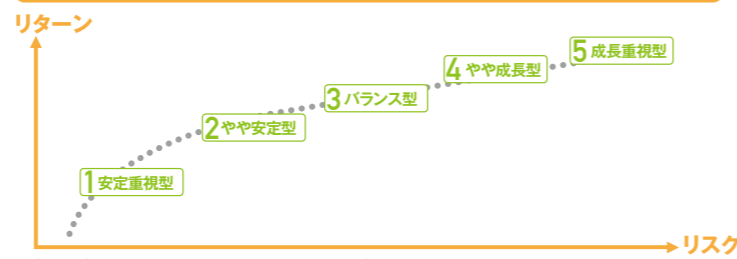 リターン
5 成長重視型
4 やや成長型
3 バランス型
2 やや安定型
1 安定重視型
リスク